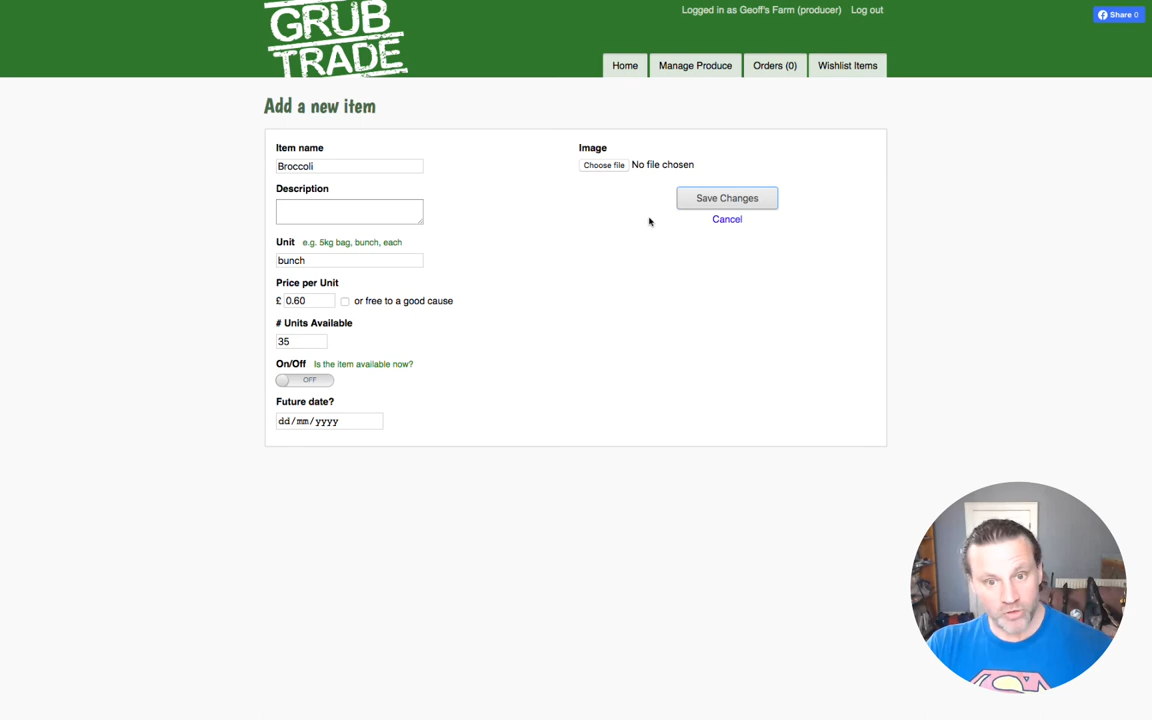 GRUB
TRADE
Logged in as Geoff's Farm (producer) Log out
Share 0
Home Manage Produce Orders (0) Wishlist Items
Add a new item
Item name
Broccoli
Description
Unit e.g. 5kg bag, bunch, each
bunch
Price per Unit
£ 0.60 or free to a good cause
# Units Available
35
On/Off Is the item available now?
OFF
Future date?
dd/mm/yyyy
Image
Choose file No file chosen
Save Changes
Cancel